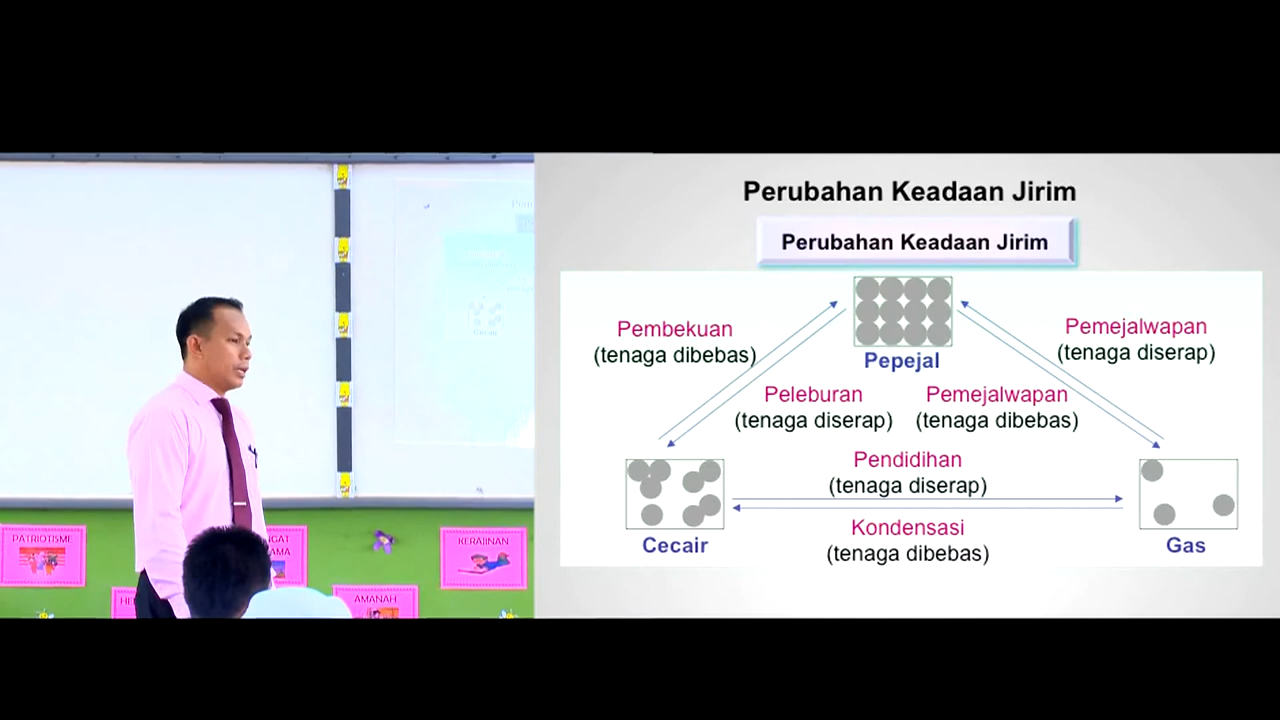 Perubahan Keadaan Jirim
Perubahan Keadaan Jirim
Pembekuan
(tenaga dibebas)
Pepejal
Pemejalwapan
(tenaga diserap)
Peleburan
(tenaga diserap)
Pemejalwapan
(tenaga dibebas)
Pendidihan
(tenaga diserap)
Cecair
Kondensasi
(tenaga dibebas)
Gas
Cecair
PATRIOTISME
KERAJINAN
AMANAH